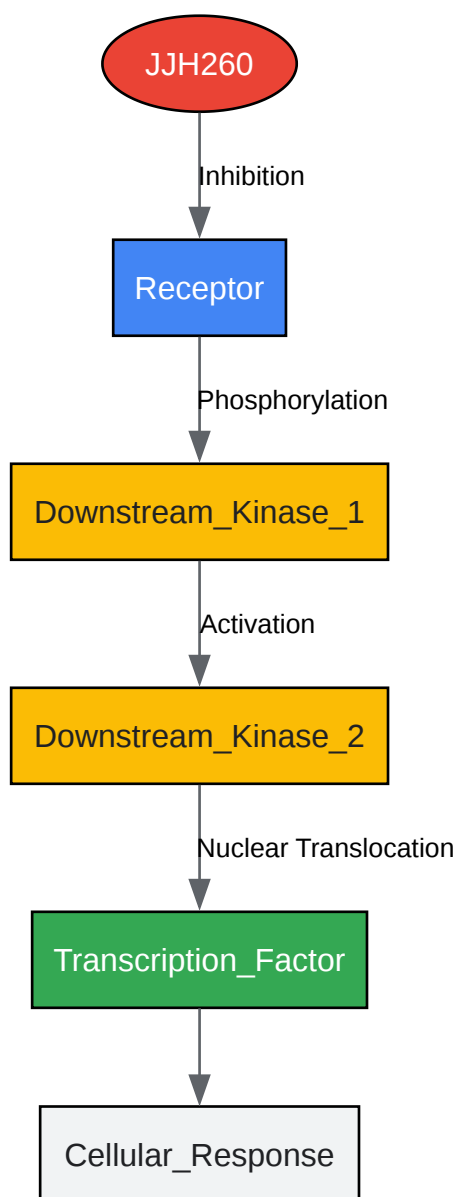 JJH260
Inhibition
Receptor
Phosphorylation
Downstream_Kinase_1
Activation
Downstream_Kinase_2
Nuclear Translocation
Transcription_Factor
Cellular_Response